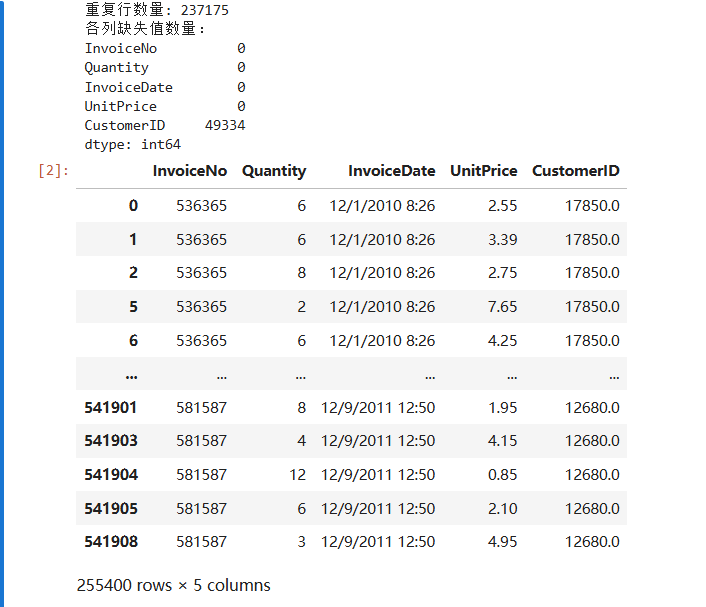 重复行数量: 237175
各列缺失值数量：
InvoiceNo 0
Quantity 0
InvoiceDate 0
UnitPrice 0
CustomerID 49334
dtype: int64
[2]:
InvoiceNo Quantity InvoiceDate UnitPrice CustomerID
0 536365 6 12/1/2010 8:26 2.55 17850.0
1 536365 6 12/1/2010 8:26 3.39 17850.0
2 536365 8 12/1/2010 8:26 2.75 17850.0
5 536365 2 12/1/2010 8:26 7.65 17850.0
6 536365 6 12/1/2010 8:26 4.25 17850.0
... ... ... ... ... ...
541901 581587 8 12/9/2011 12:50 1.95 12680.0
541903 581587 4 12/9/2011 12:50 4.15 12680.0
541904 581587 12 12/9/2011 12:50 0.85 12680.0
541905 581587 6 12/9/2011 12:50 2.10 12680.0
541908 581587 3 12/9/2011 12:50 4.95 12680.0
255400 rows × 5 columns